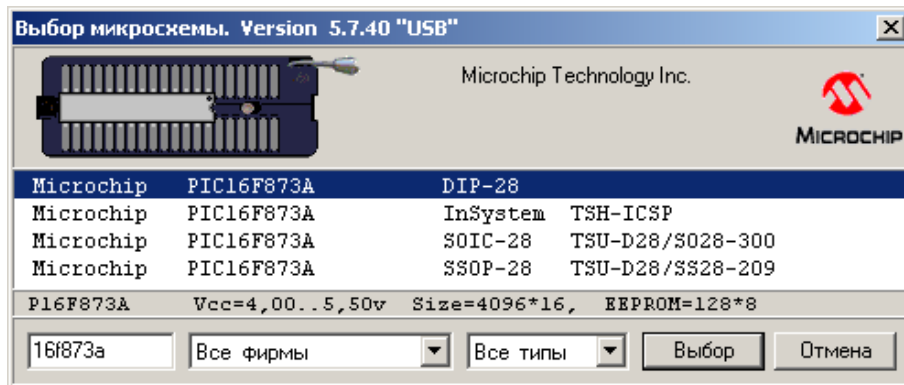 Выбор микросхемы. Version 5.7.40 "USB"
Microchip Technology Inc.
MICROCHIP
Microchip PIC16F873A DIP-28
Microchip PIC16F873A InSystem TSH-ICSP
Microchip PIC16F873A SOIC-28 TSU-D28/SO28-300
Microchip PIC16F873A SSOP-28 TSU-D28/SS28-209
P16F873A Vcc=4,00..5,50v Size=4096*16, EEPROM=128*8
16f873a Все фирмы Все типы Выбор Отмена